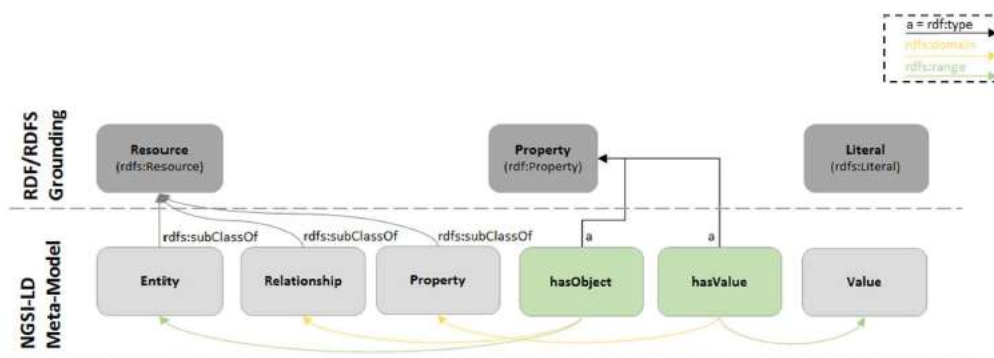 a = rdf:type
rdfs:domain
rdfs:range
RDF/RDFS
Grounding
Resource
(rdfs:Resource)
Property
(rdf:Property)
Literal
(rdfs:Literal)
rdfs:subClassOf
rdfs:subClassOf
rdfs:subClassOf
a
a
NGSI-LD
Meta-Model
Entity
Relationship
Property
hasObject
hasValue
Value